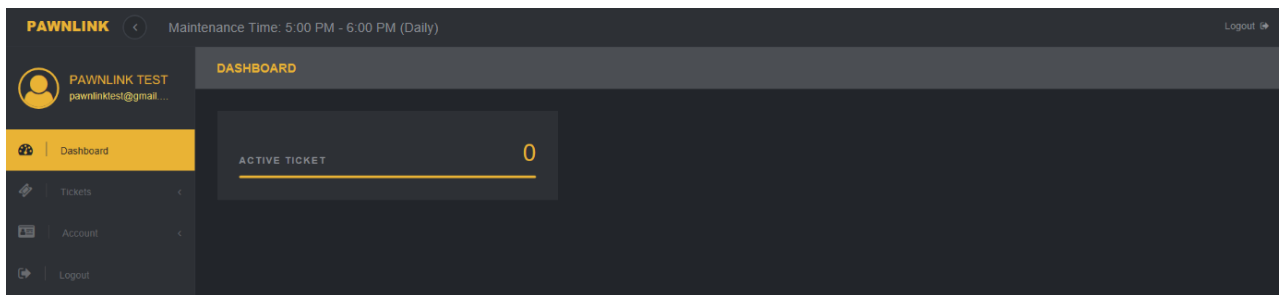 PAWNLINK
Maintenance Time: 5:00 PM - 6:00 PM (Daily)
Logout
PAWNLINK TEST
pawnlinktest@gmail....
DASHBOARD
Dashboard
ACTIVE TICKET 0
Tickets
Account
Logout